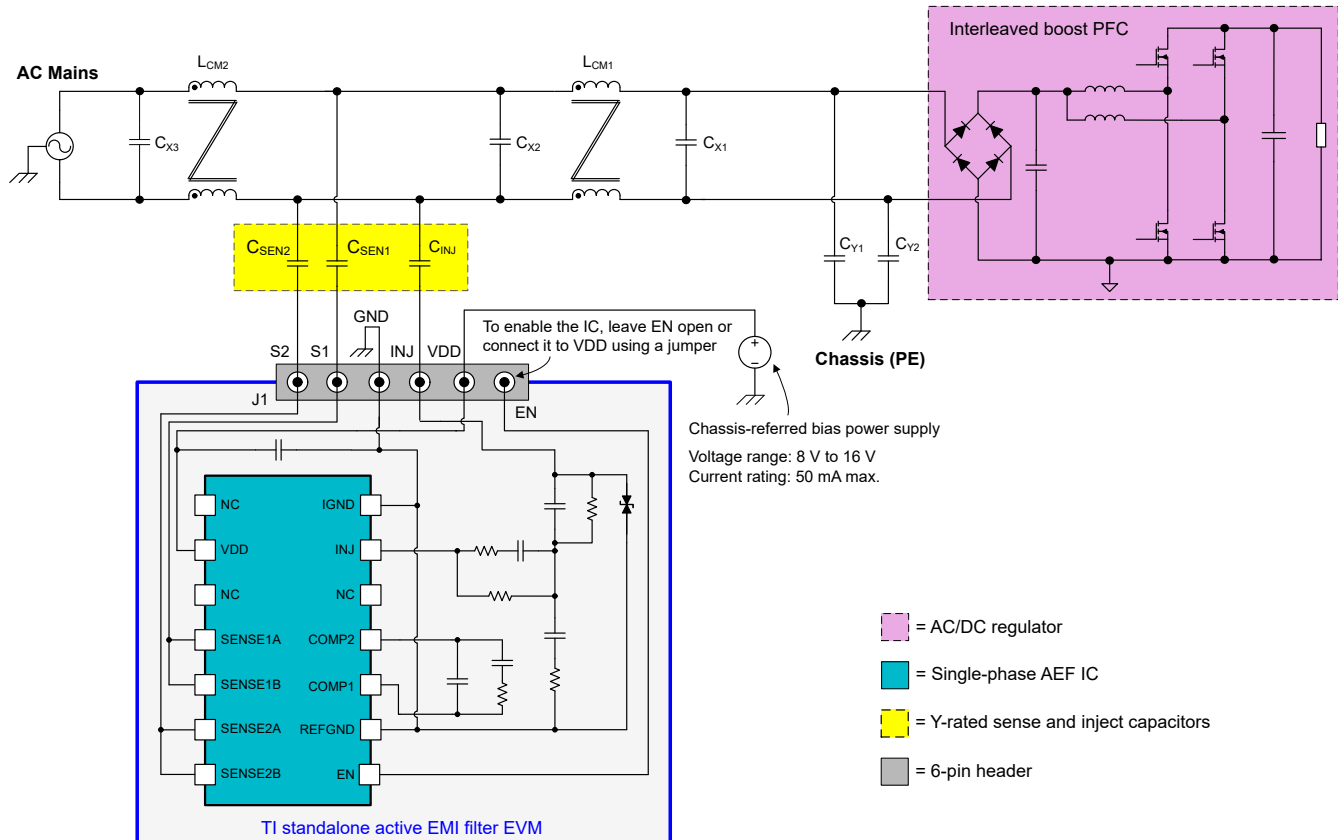 Interleaved boost PFC
AC Mains
LCM2
LCM1
CX3
CX2
CX1
CSEN2
CSEN1
CINJ
CY1
CY2
GND
To enable the IC, leave EN open or
connect it to VDD using a jumper
S2
S1
INJ
VDD
Chassis (PE)
J1
EN
Chassis-referred bias power supply
Voltage range: 8 V to 16 V
Current rating: 50 mA max.
NC
IGND
VDD
INJ
NC
NC
SENSE1A
COMP2
SENSE1B
COMP1
SENSE2A
REFGND
SENSE2B
EN
TI standalone active EMI filter EVM
= AC/DC regulator
= Single-phase AEF IC
= Y-rated sense and inject capacitors
= 6-pin header